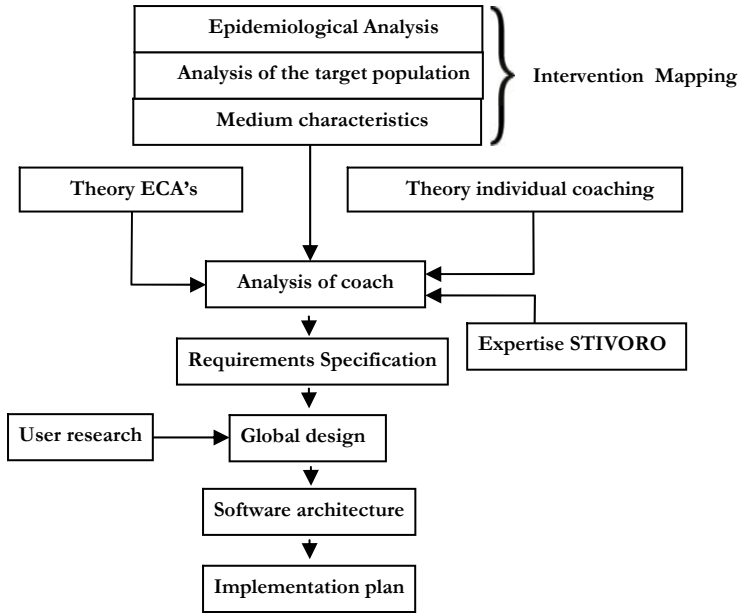 Epidemiological Analysis
Analysis of the target population
Intervention Mapping
Medium characteristics
Theory ECA's
Theory individual coaching
Analysis of coach
Expertise STIVORO
Requirements Specification
User research
Global design
Software architecture
Implementation plan